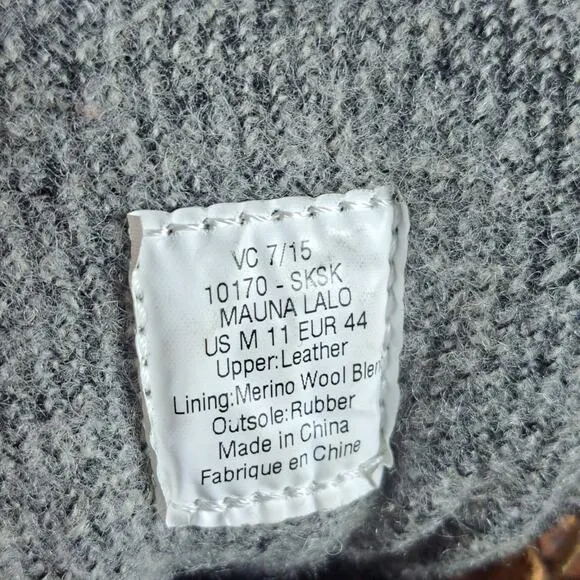 VC 7/15
10170 - SKSK
MAUNA LALO
US M 11 EUR 44
Upper:Leather
Lining:Merino Wool Blen
Outsole:Rubber
Made in China
Fabrique en Chine